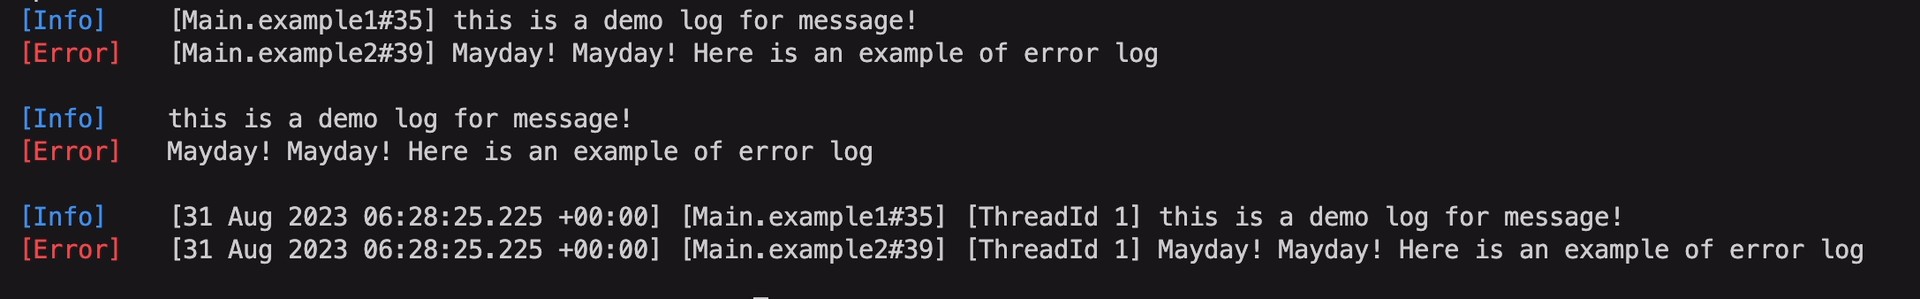 [Info] [Main.example1#35] this is a demo log for message!
[Error] [Main.example2#39] Mayday! Mayday! Here is an example of error log
[Info] this is a demo log for message!
[Error] Mayday! Mayday! Here is an example of error log
[Info] [31 Aug 2023 06:28:25.225 +00:00] [Main.example1#35] [ThreadId 1] this is a demo log for message!
[Error] [31 Aug 2023 06:28:25.225 +00:00] [Main.example2#39] [ThreadId 1] Mayday! Mayday! Here is an example of error log